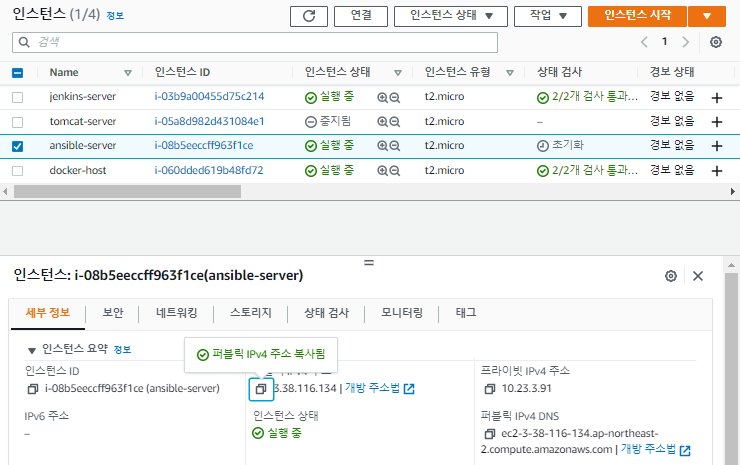 인스턴스 (1/4) 정보 연결 인스턴스 상태 작업 인스턴스 시작
검색 1
Name 인스턴스 ID 인스턴스 상태 인스턴스 유형 상태 검사 경보 상태
jenkins-server i-03b9a00455d75c214 실행 중 t2.micro 2/2개 검사 통과... 경보 없음
tomcat-server i-05a8d982d431084e1 중지됨 t2.micro – 경보 없음
ansible-server i-08b5eeccff963f1ce 실행 중 t2.micro 초기화 경보 없음
docker-host i-060dded619b48fd72 실행 중 t2.micro 2/2개 검사 통과... 경보 없음
인스턴스: i-08b5eeccff963f1ce(ansible-server)
세부 정보 보안 네트워킹 스토리지 상태 검사 모니터링 태그
인스턴스 요약 정보 퍼블릭 IPv4 주소 복사됨
인스턴스 ID 프라이빗 IPv4 주소
i-08b5eeccff963f1ce (ansible-server) 3.38.116.134 | 개방 주소법 10.23.3.91
IPv6 주소 인스턴스 상태 퍼블릭 IPv4 DNS
– 실행 중 ec2-3-38-116-134.ap-northeast-
2.compute.amazonaws.com | 개방 주소법